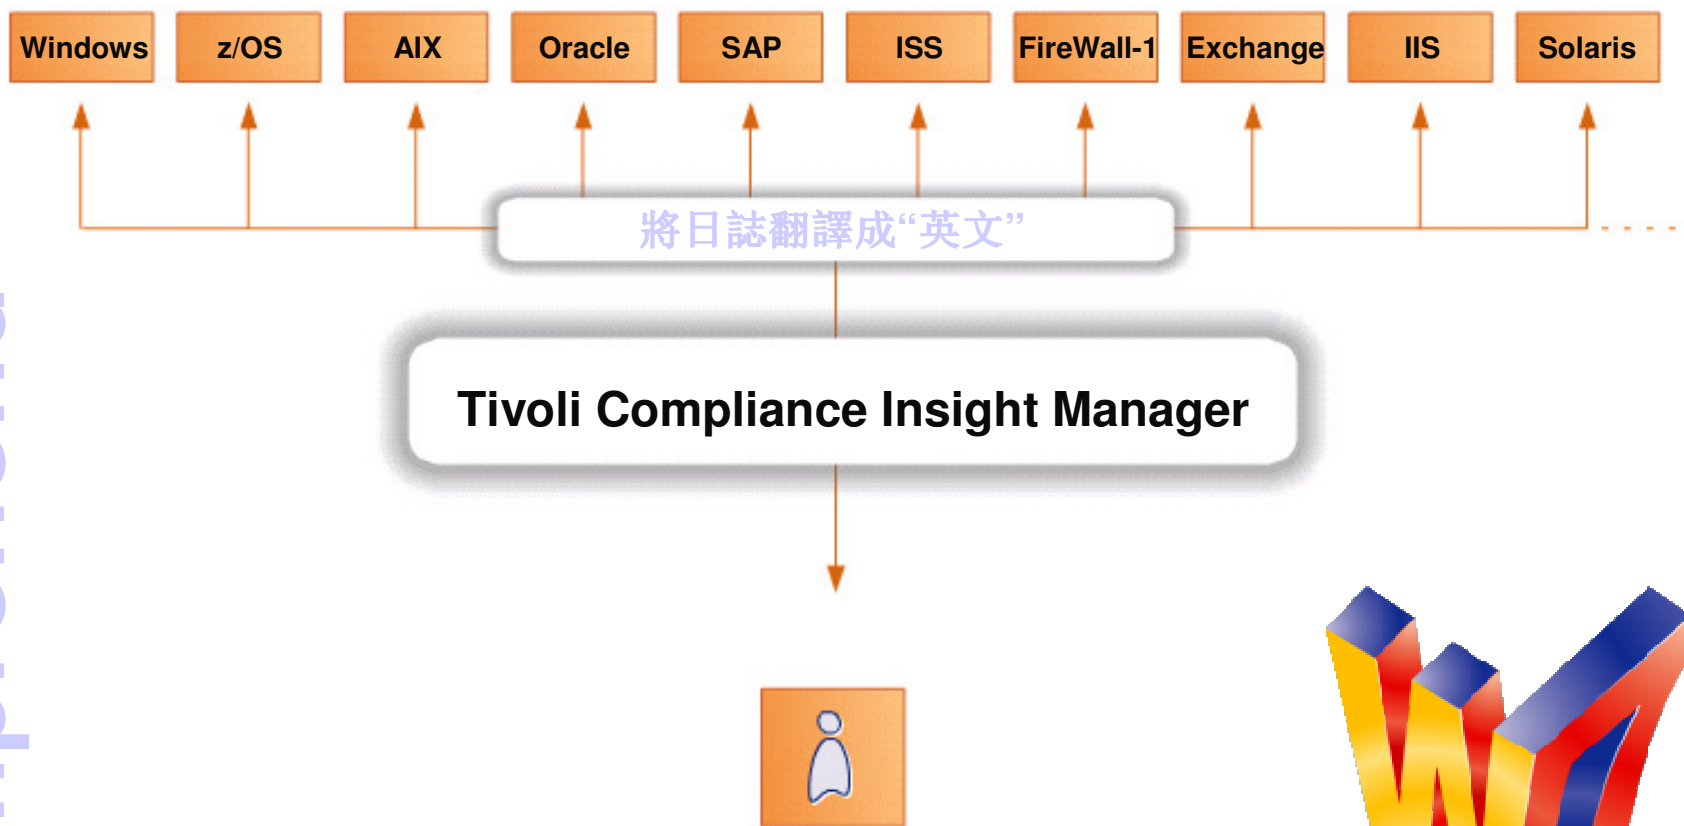 Windows z/OS AIX Oracle SAP ISS FireWall-1 Exchange IIS Solaris
將日誌翻譯成“英文”
Tivoli Compliance Insight Manager